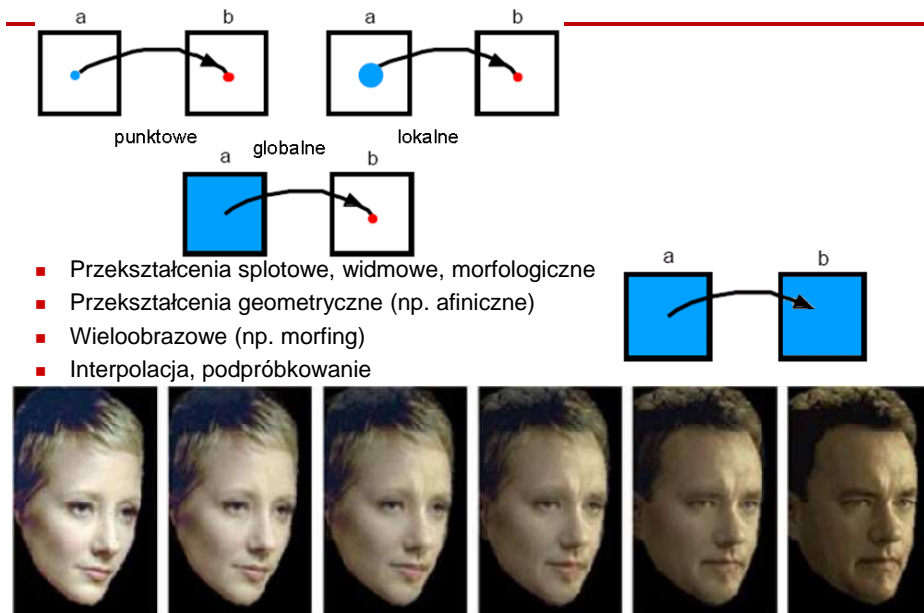 a b a b
punktowe globalne lokalne
a b
■ Przekształcenia splotowe, widmowe, morfologiczne
■ Przekształcenia geometryczne (np. afiniczne)
■ Wieloobrazowe (np. morfing)
■ Interpolacja, podpróbkowanie
a b